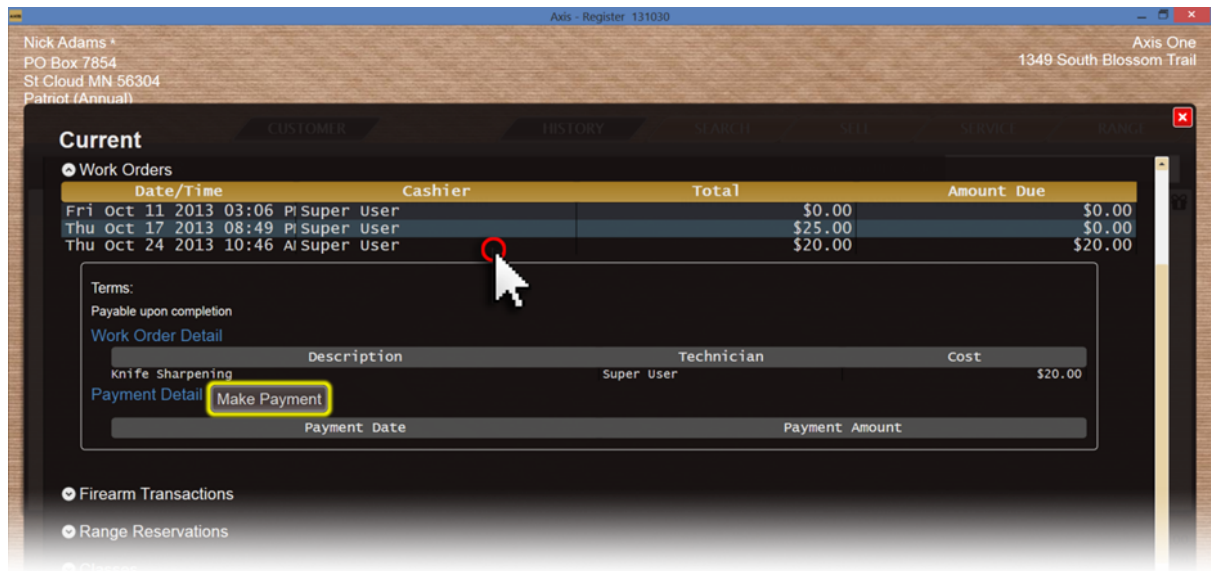 Axis - Register 131030
Nick Adams *
PO Box 7854
St Cloud MN 56304
Patriot (Annual)
Axis One
1349 South Blossom Trail
CUSTOMER HISTORY SEARCH SELL SERVICE RANGE
Current
Work Orders
Date/Time Cashier Total Amount Due
Fri Oct 11 2013 03:06 P Super User $0.00 $0.00
Thu Oct 17 2013 08:49 P Super User $25.00 $0.00
Thu Oct 24 2013 10:46 A Super User $20.00 $20.00
Terms:
Payable upon completion
Work Order Detail
Description Technician Cost
Knife Sharpening Super User $20.00
Payment Detail Make Payment
Payment Date Payment Amount
Firearm Transactions
Range Reservations
Classes